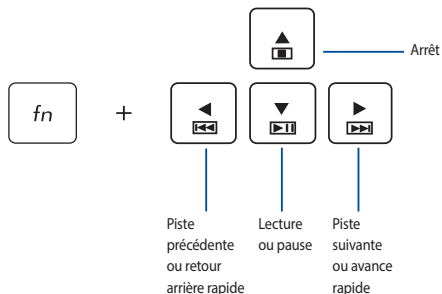 Arrêt
fn +
Piste
précédente
ou retour
arrière rapide
Lecture
ou pause
Piste
suivante
ou avance
rapide